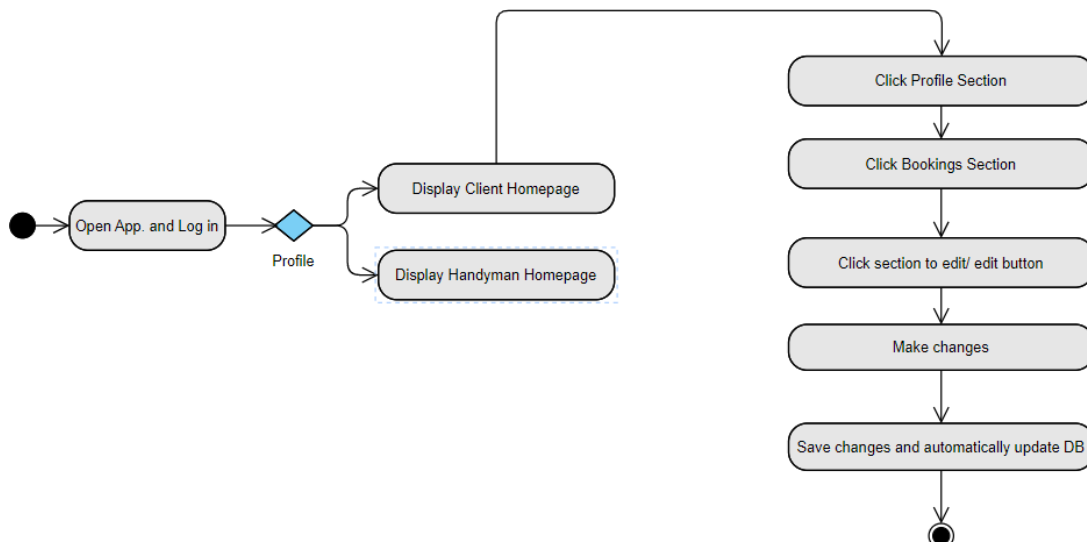 Click Profile Section
Click Bookings Section
Display Client Homepage
Open App. and Log in
Profile
Display Handyman Homepage
Click section to edit/ edit button
Make changes
Save changes and automatically update DB